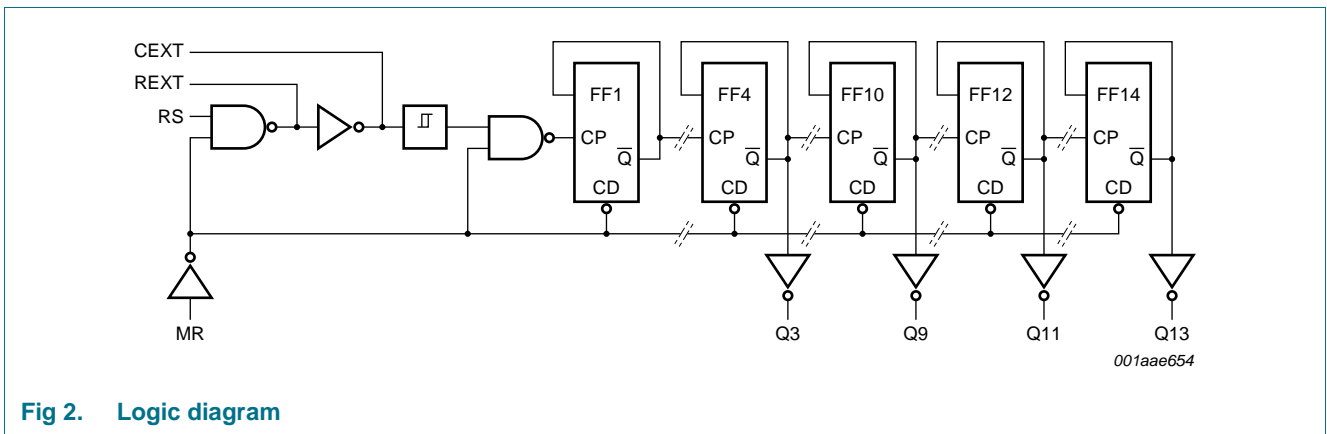 CEXT
REXT
RS
FF1 FF4 FF10 FF12 FF14
CP CP CP CP CP
Q Q Q Q Q
CD CD CD CD CD
MR Q3 Q9 Q11 Q13
001aae654
Fig 2. Logic diagram